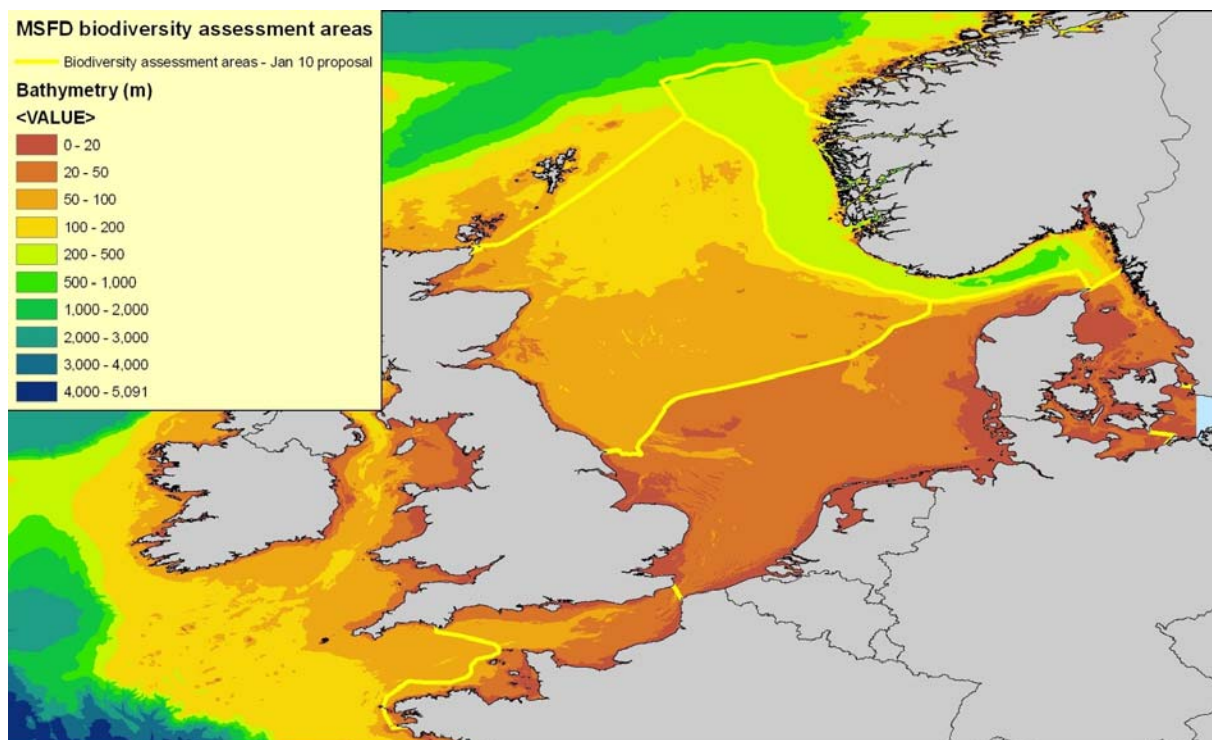 MSFD biodiversity assessment areas
Biodiversity assessment areas - Jan 10 proposal
Bathymetry (m)
<VALUE>
0 - 20
20 - 50
50 - 100
100 - 200
200 - 500
500 - 1,000
1,000 - 2,000
2,000 - 3,000
3,000 - 4,000
4,000 - 5,091